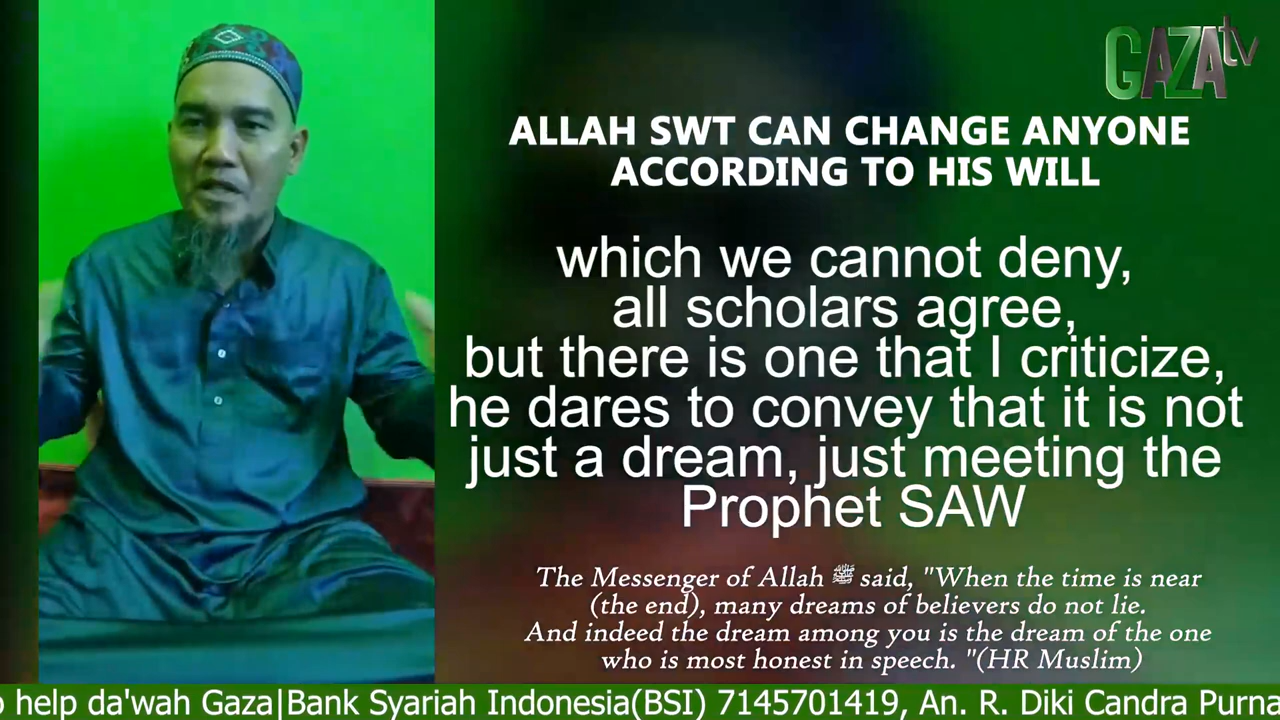 GAZAtv
ALLAH SWT CAN CHANGE ANYONE
ACCORDING TO HIS WILL
which we cannot deny,
all scholars agree,
but there is one that I criticize,
he dares to convey that it is not
just a dream, just meeting the
Prophet SAW
The Messenger of Allah ﷺ said, "When the time is near
(the end), many dreams of believers do not lie.
And indeed the dream among you is the dream of the one
who is most honest in speech. "(HR Muslim)
help da'wah Gaza|Bank Syariah Indonesia(BSI) 7145701419, An. R. Diki Candra Purna